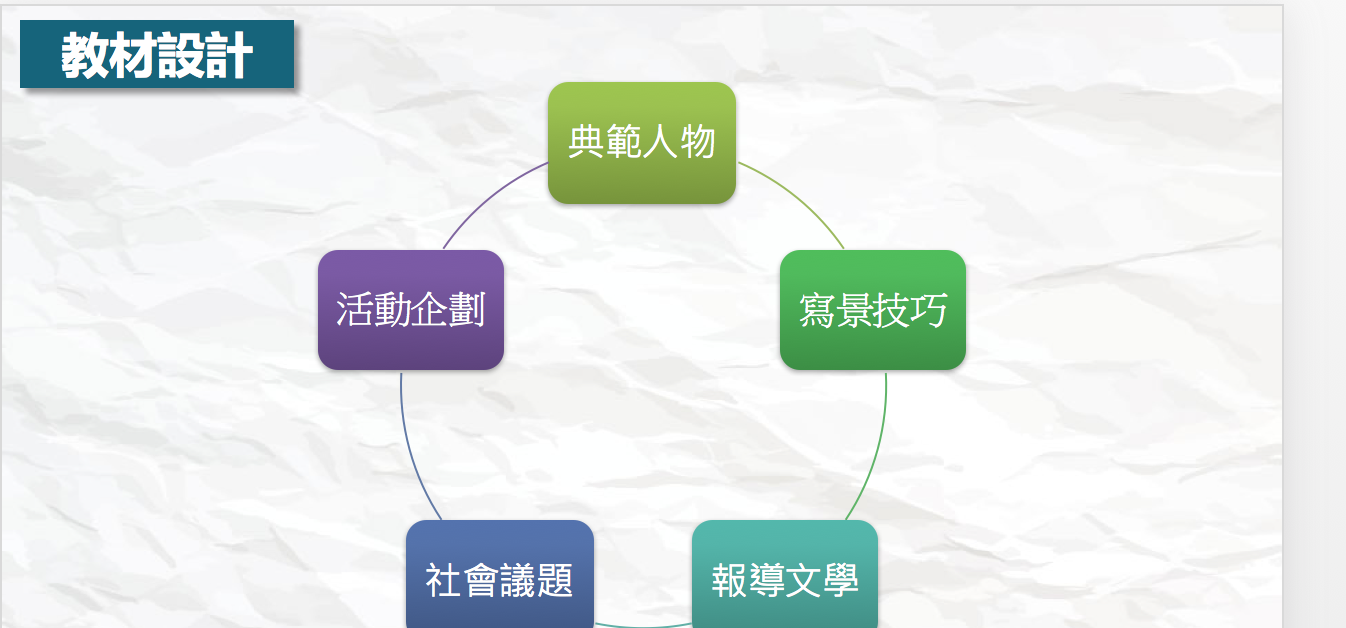 教材設計
典範人物
活動企劃
寫景技巧
社會議題
報導文學